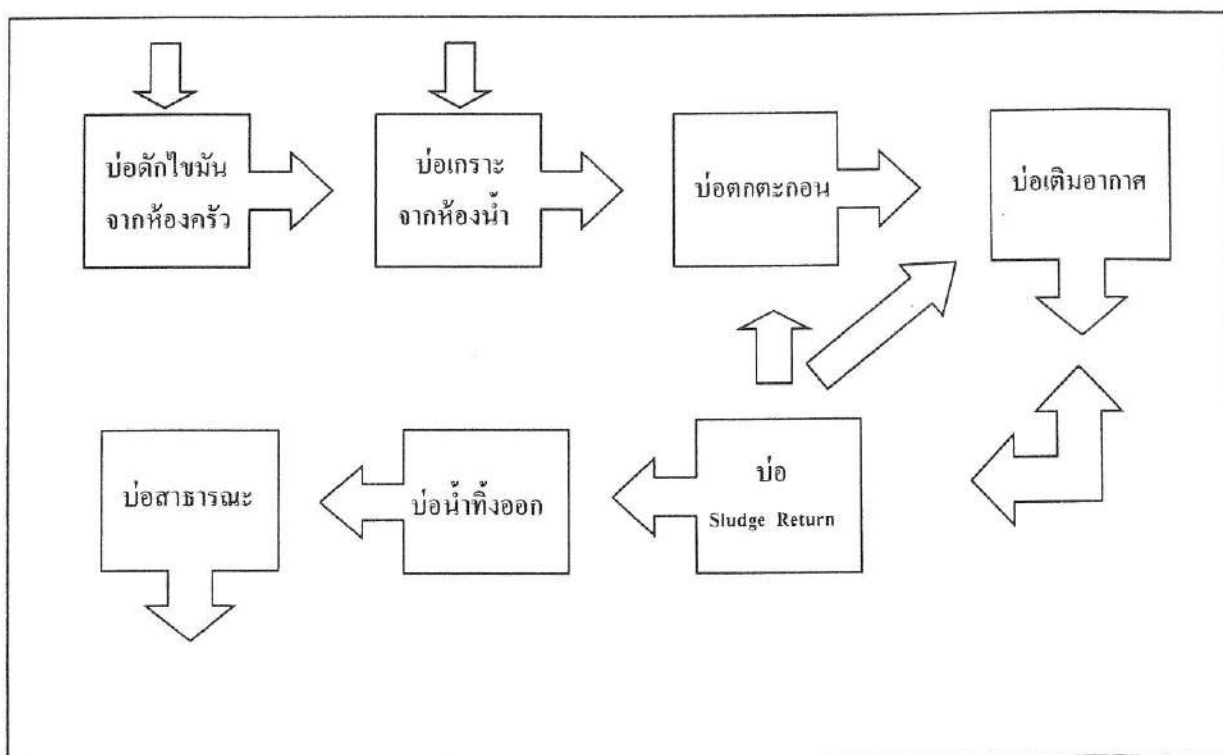 บ่อดักไขมัน
จากห้องครัว
บ่อเกราะ
จากห้องน้ำ
บ่อตกตะกอน
บ่อเติมอากาศ
บ่อสาธารณะ
บ่อน้ำทิ้งออก
บ่อ
Sludge Return